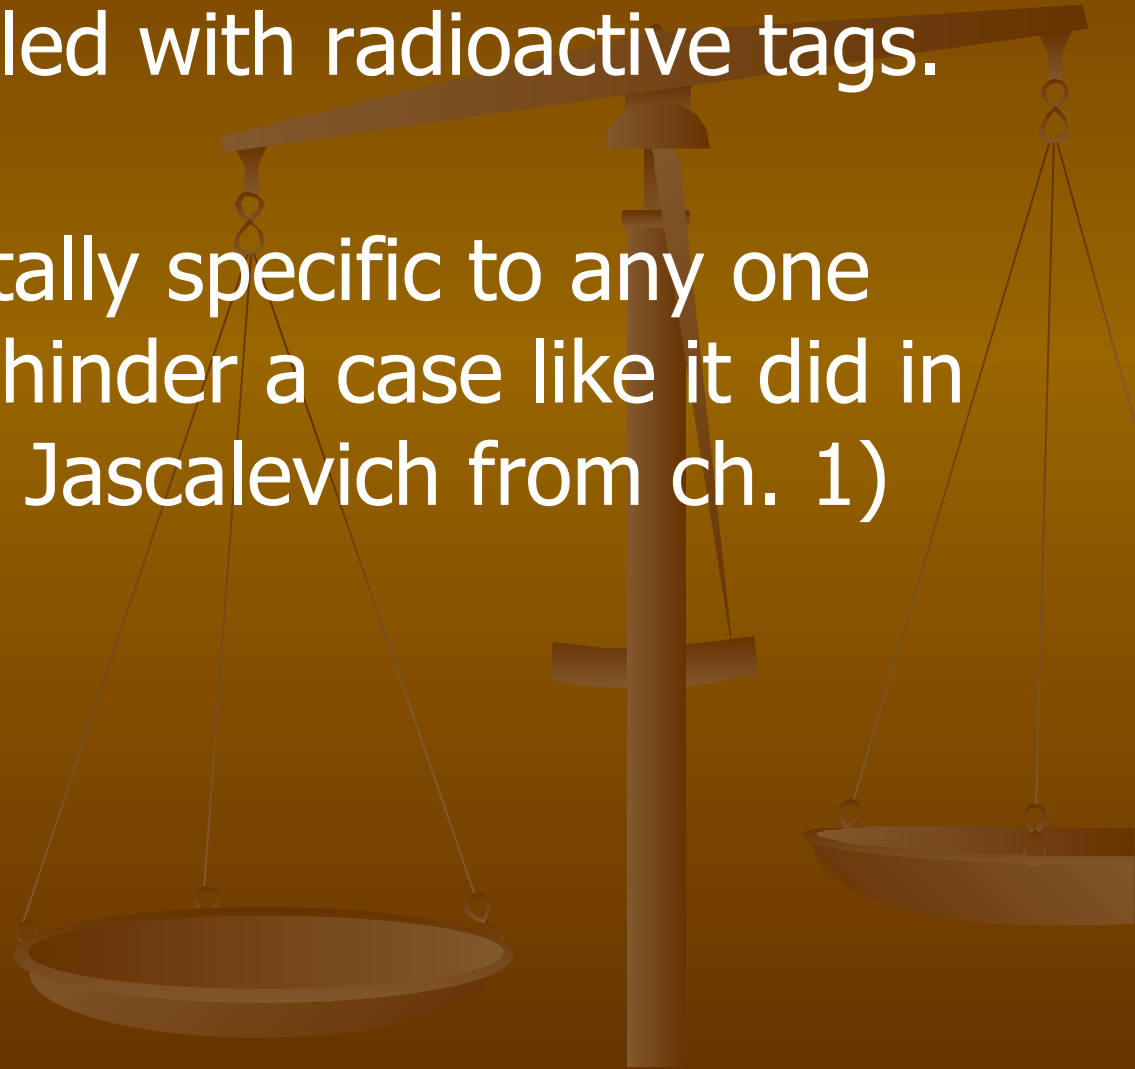 led with radioactive tags.
tally specific to any one
hinder a case like it did in
Jascalevich from ch. 1)